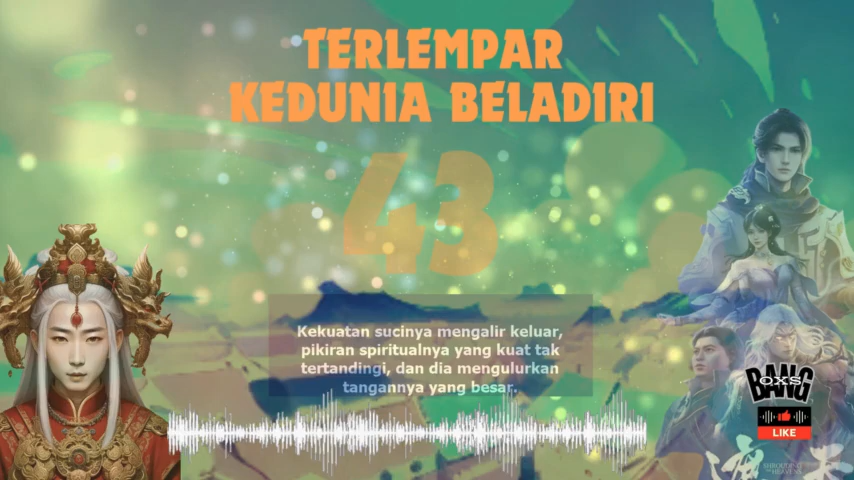 TERLEMPAR
KEDUNIA BELADIRI
43
Kekuatan sucinya mengalir keluar,
pikiran spiritualnya yang kuat tak
tertandingi, dan dia mengulurkan
tangannya yang besar.
BANG
OXS
LIKE